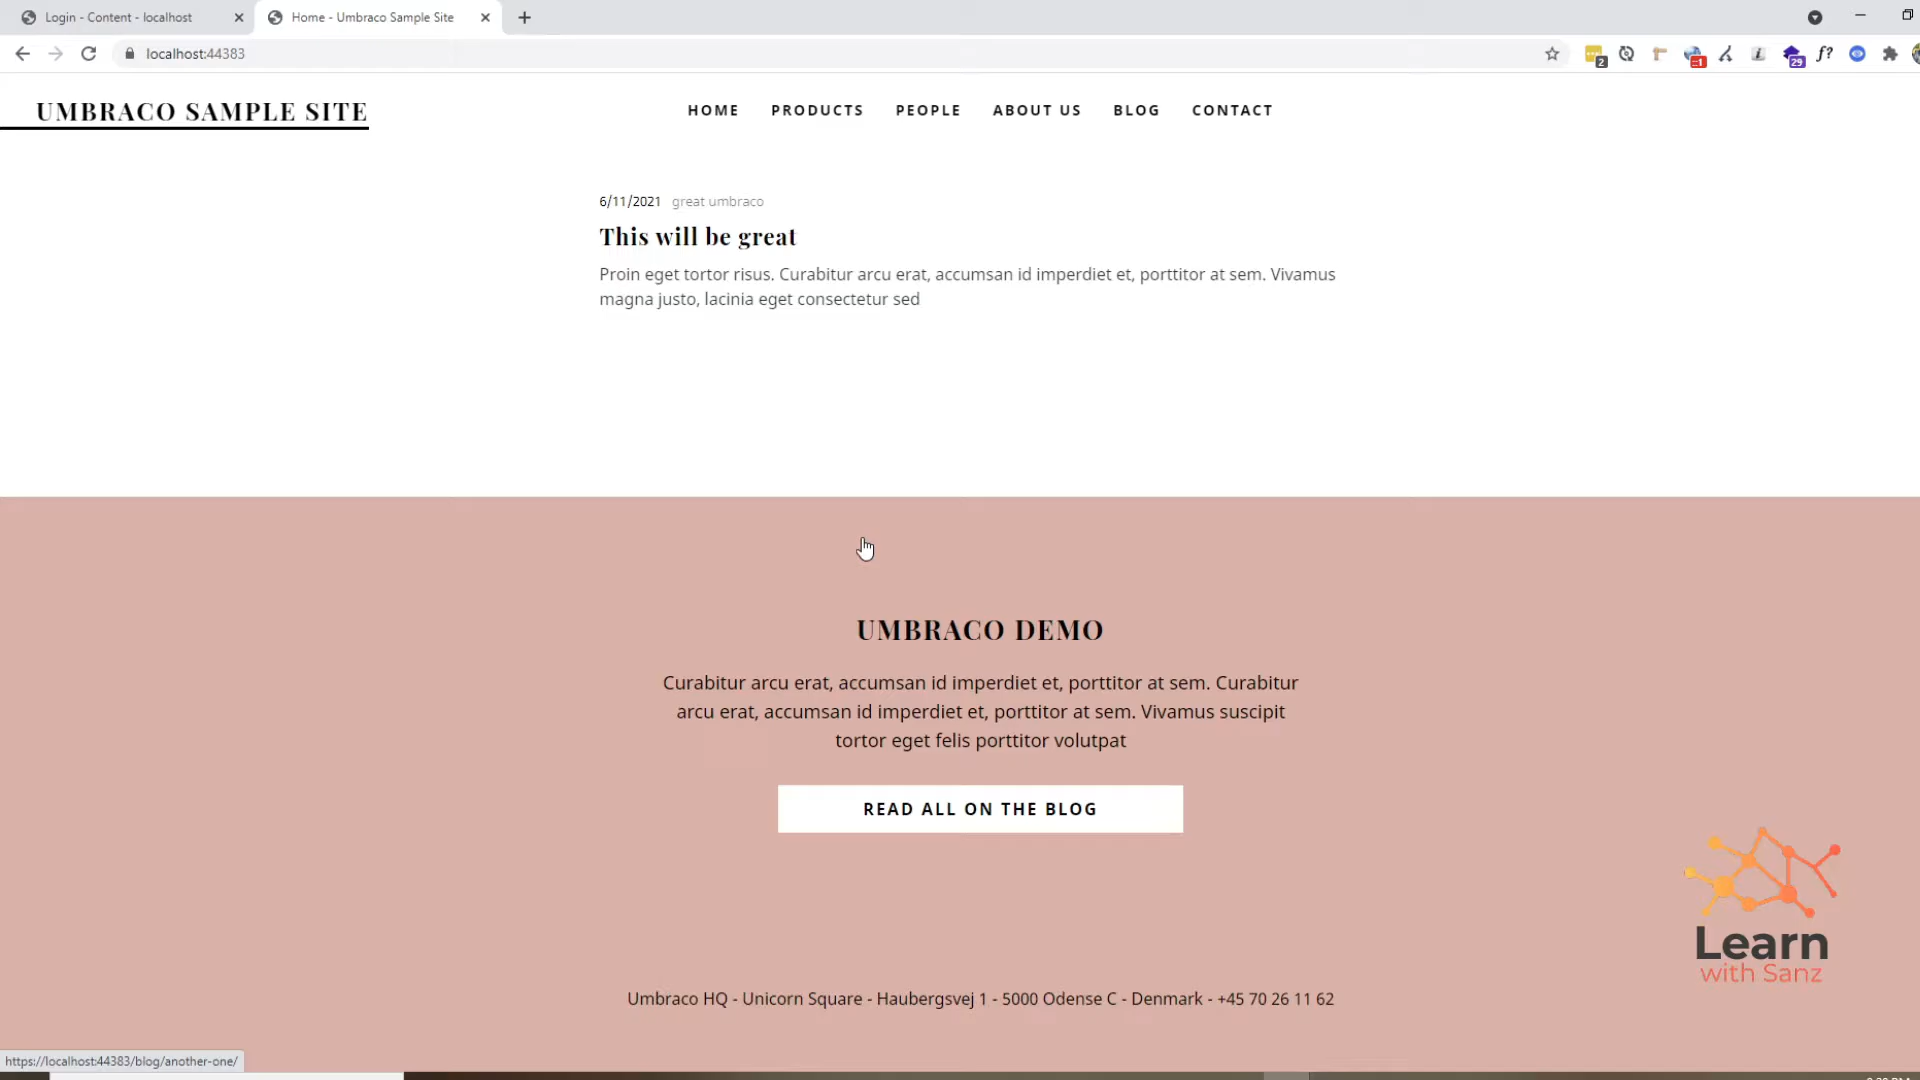 Login - Content - localhost
Home - Umbraco Sample Site
localhost:44383
2
:1
i
29
f?
UMBRACO SAMPLE SITE
HOME PRODUCTS PEOPLE ABOUT US BLOG CONTACT
6/11/2021 great umbraco
This will be great
Proin eget tortor risus. Curabitur arcu erat, accumsan id imperdiet et, porttitor at sem. Vivamus
magna justo, lacinia eget consectetur sed
UMBRACO DEMO
Curabitur arcu erat, accumsan id imperdiet et, porttitor at sem. Curabitur
arcu erat, accumsan id imperdiet et, porttitor at sem. Vivamus suscipit
tortor eget felis porttitor volutpat
READ ALL ON THE BLOG
Learn
with Sanz
Umbraco HQ - Unicorn Square - Haubergsvej 1 - 5000 Odense C - Denmark - +45 70 26 11 62
https://localhost:44383/blog/another-one/